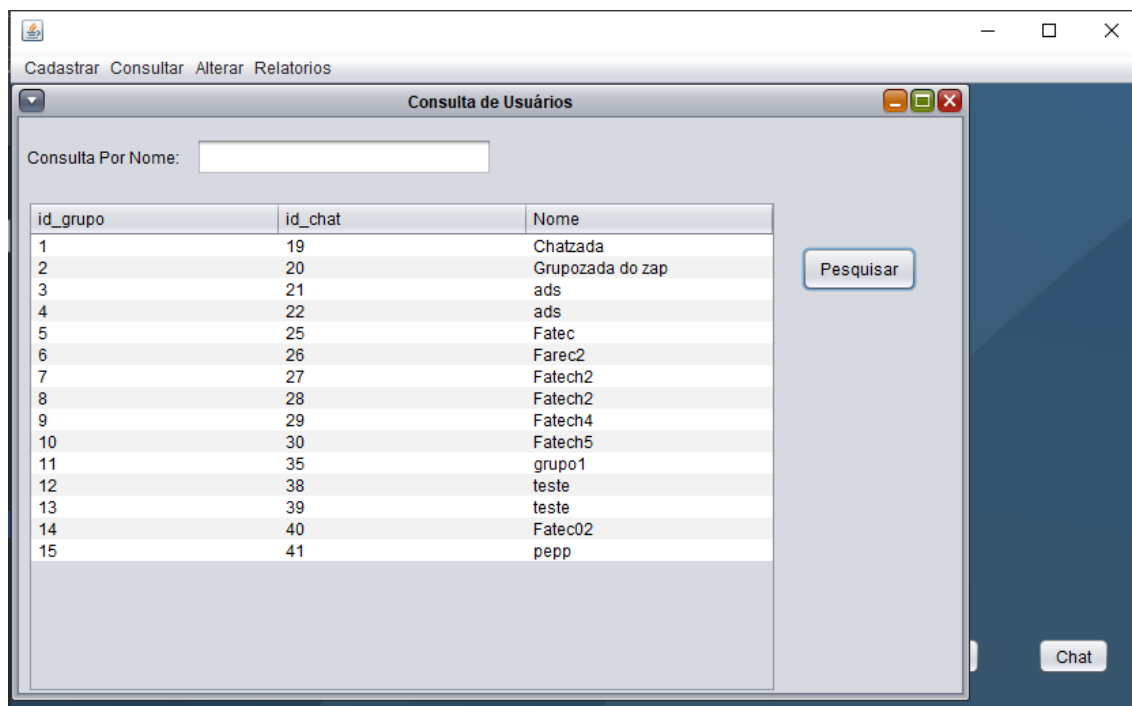 Cadastrar Consultar Alterar Relatorios
Consulta de Usuários
Consulta Por Nome:
id_grupo id_chat Nome
1 19 Chatzada
2 20 Grupozada do zap
3 21 ads
4 22 ads
5 25 Fatec
6 26 Farec2
7 27 Fatech2
8 28 Fatech2
9 29 Fatech4
10 30 Fatech5
11 35 grupo1
12 38 teste
13 39 teste
14 40 Fatec02
15 41 pepp
Pesquisar
Chat